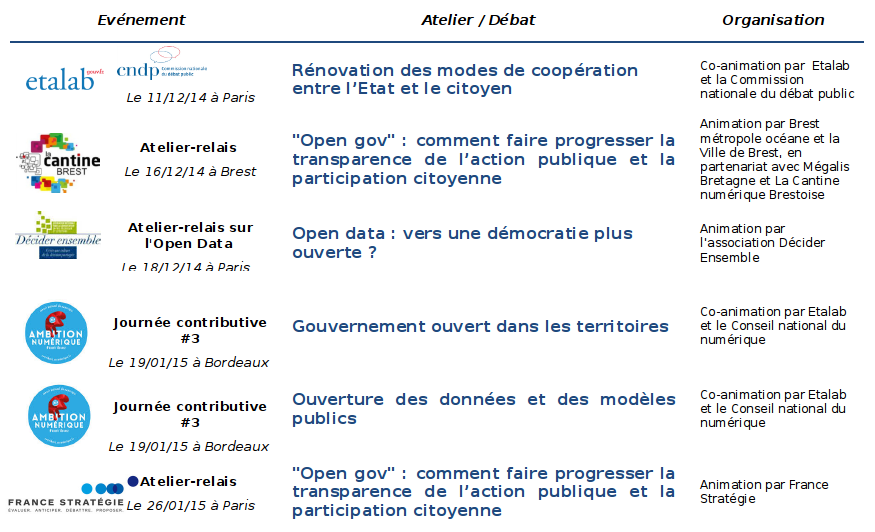 Evénement Atelier / Débat Organisation
etalab gouv.fr
cndp Commission nationale
du débat public
Le 11/12/14 à Paris
Rénovation des modes de coopération
entre l’Etat et le citoyen
Co-animation par Etalab
et la Commission
nationale du débat public
la
cantine
BREST
Atelier-relais
Le 16/12/14 à Brest
"Open gov" : comment faire progresser la
transparence de l’action publique et la
participation citoyenne
Animation par Brest
métropole océane et la
Ville de Brest, en
partenariat avec Mégalis
Bretagne et La Cantine
numérique Brestoise
Décider ensemble
Atelier-relais sur
l'Open Data
Le 18/12/14 à Paris
Open data : vers une démocratie plus
ouverte ?
Animation par
l’association Décider
Ensemble
AMBITION
NUMÉRIQUE
Journée contributive
#3
Le 19/01/15 à Bordeaux
Gouvernement ouvert dans les territoires
Co-animation par Etalab
et le Conseil national du
numérique
AMBITION
NUMÉRIQUE
Journée contributive
#3
Le 19/01/15 à Bordeaux
Ouverture des données et des modèles
publics
Co-animation par Etalab
et le Conseil national du
numérique
FRANCE STRATÉGIE
ÉVALUER. ANTICIPER. DÉBATTRE. PROPOSER.
Atelier-relais
Le 26/01/15 à Paris
"Open gov" : comment faire progresser la
transparence de l’action publique et la
participation citoyenne
Animation par France
Stratégie